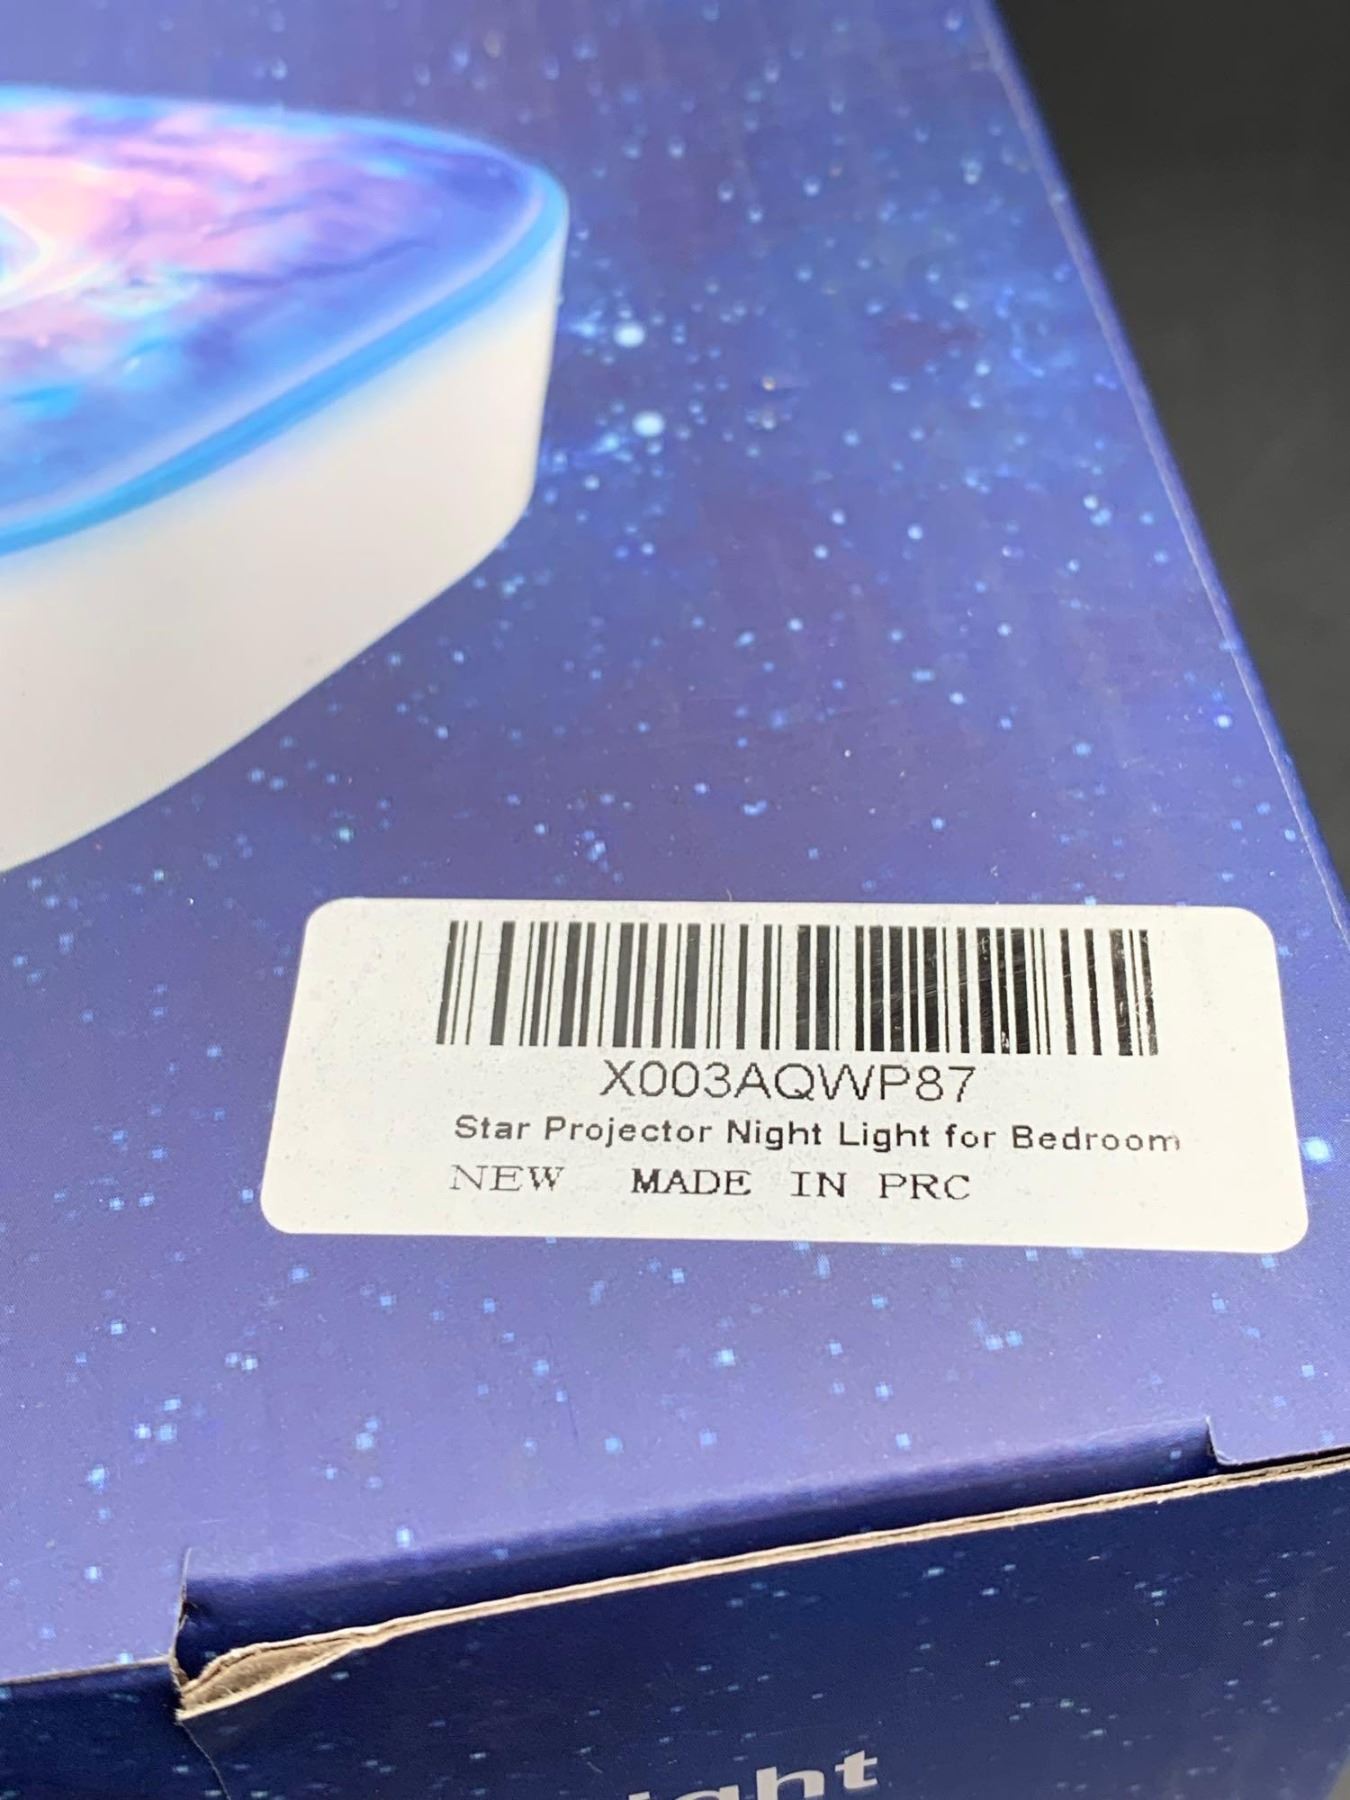 X003AQWP87
Star Projector Night Light for Bedroom
NEW MADE IN PRC